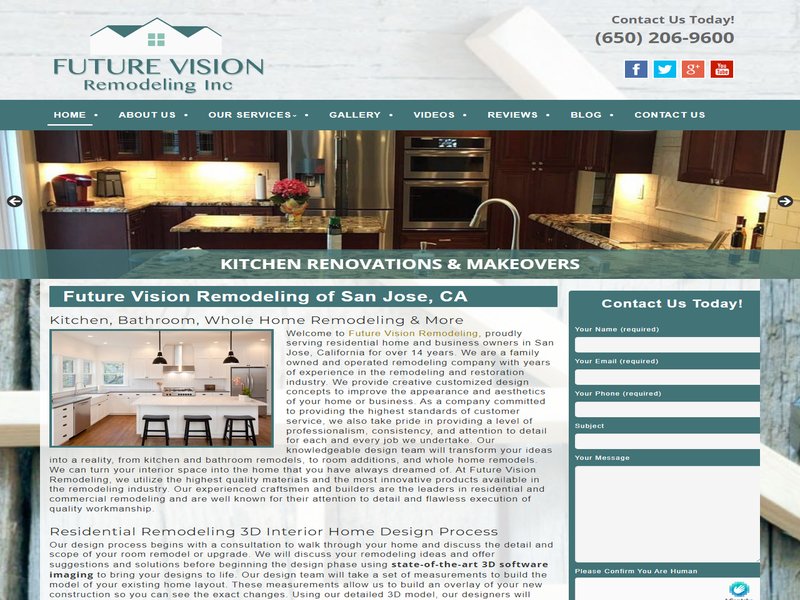 FUTURE VISION
Remodeling Inc
Contact Us Today!
(650) 206-9600
HOME • ABOUT US • OUR SERVICES • GALLERY • VIDEOS • REVIEWS • BLOG • CONTACT US
KITCHEN RENOVATIONS & MAKEOVERS
Future Vision Remodeling of San Jose, CA
Kitchen, Bathroom, Whole Home Remodeling & More
Welcome to Future Vision Remodeling, proudly
serving residential home and business owners in San
Jose, California for over 14 years. We are a family
owned and operated remodeling company with years
of experience in the remodeling and restoration
industry. We provide creative customized design
concepts to improve the appearance and aesthetics
of your home or business. As a company committed
to providing the highest standards of customer
service, we also take pride in providing a level of
professionalism, consistency, and attention to detail
for each and every job we undertake. Our
knowledgeable design team will transform your ideas
into a reality, from kitchen and bathroom remodels, to room additions, and whole home remodels.
We can turn your interior space into the home that you have always dreamed of. At Future Vision
Remodeling, we utilize the highest quality materials and the most innovative products available in
the remodeling industry. Our experienced craftsmen and builders are the leaders in residential and
commercial remodeling and are well known for their attention to detail and flawless execution of
quality workmanship.
Residential Remodeling 3D Interior Home Design Process
Our design process begins with a consultation to walk through your home and discuss the detail and
scope of your room remodel or upgrade. We will discuss your remodeling ideas and offer
suggestions and solutions before beginning the design phase using state-of-the-art 3D software
imaging to bring your designs to life. Our design team will take a set of measurements to build the
model of your existing home layout. These measurements allow us to build an overlay of your new
construction so you can see the exact changes. Using our detailed 3D model, our designers will
Contact Us Today!
Your Name (required)
Your Email (required)
Your Phone (required)
Subject
Your Message
Please Confirm You Are Human